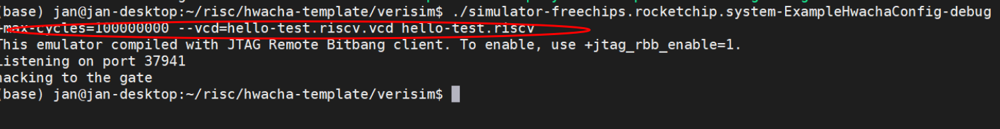 (base) jan@jan-desktop:~/risc/hwacha-template/verisim$ ./simulator-freechips.rocketchip.system-ExampleHwachaConfig-debug
+max-cycles=100000000 --vcd=hello-test.riscv.vcd hello-test.riscv
This emulator compiled with JTAG Remote Bitbang client. To enable, use +jtag_rbb_enable=1.
Listening on port 37941
hacking to the gate
(base) jan@jan-desktop:~/risc/hwacha-template/verisim$